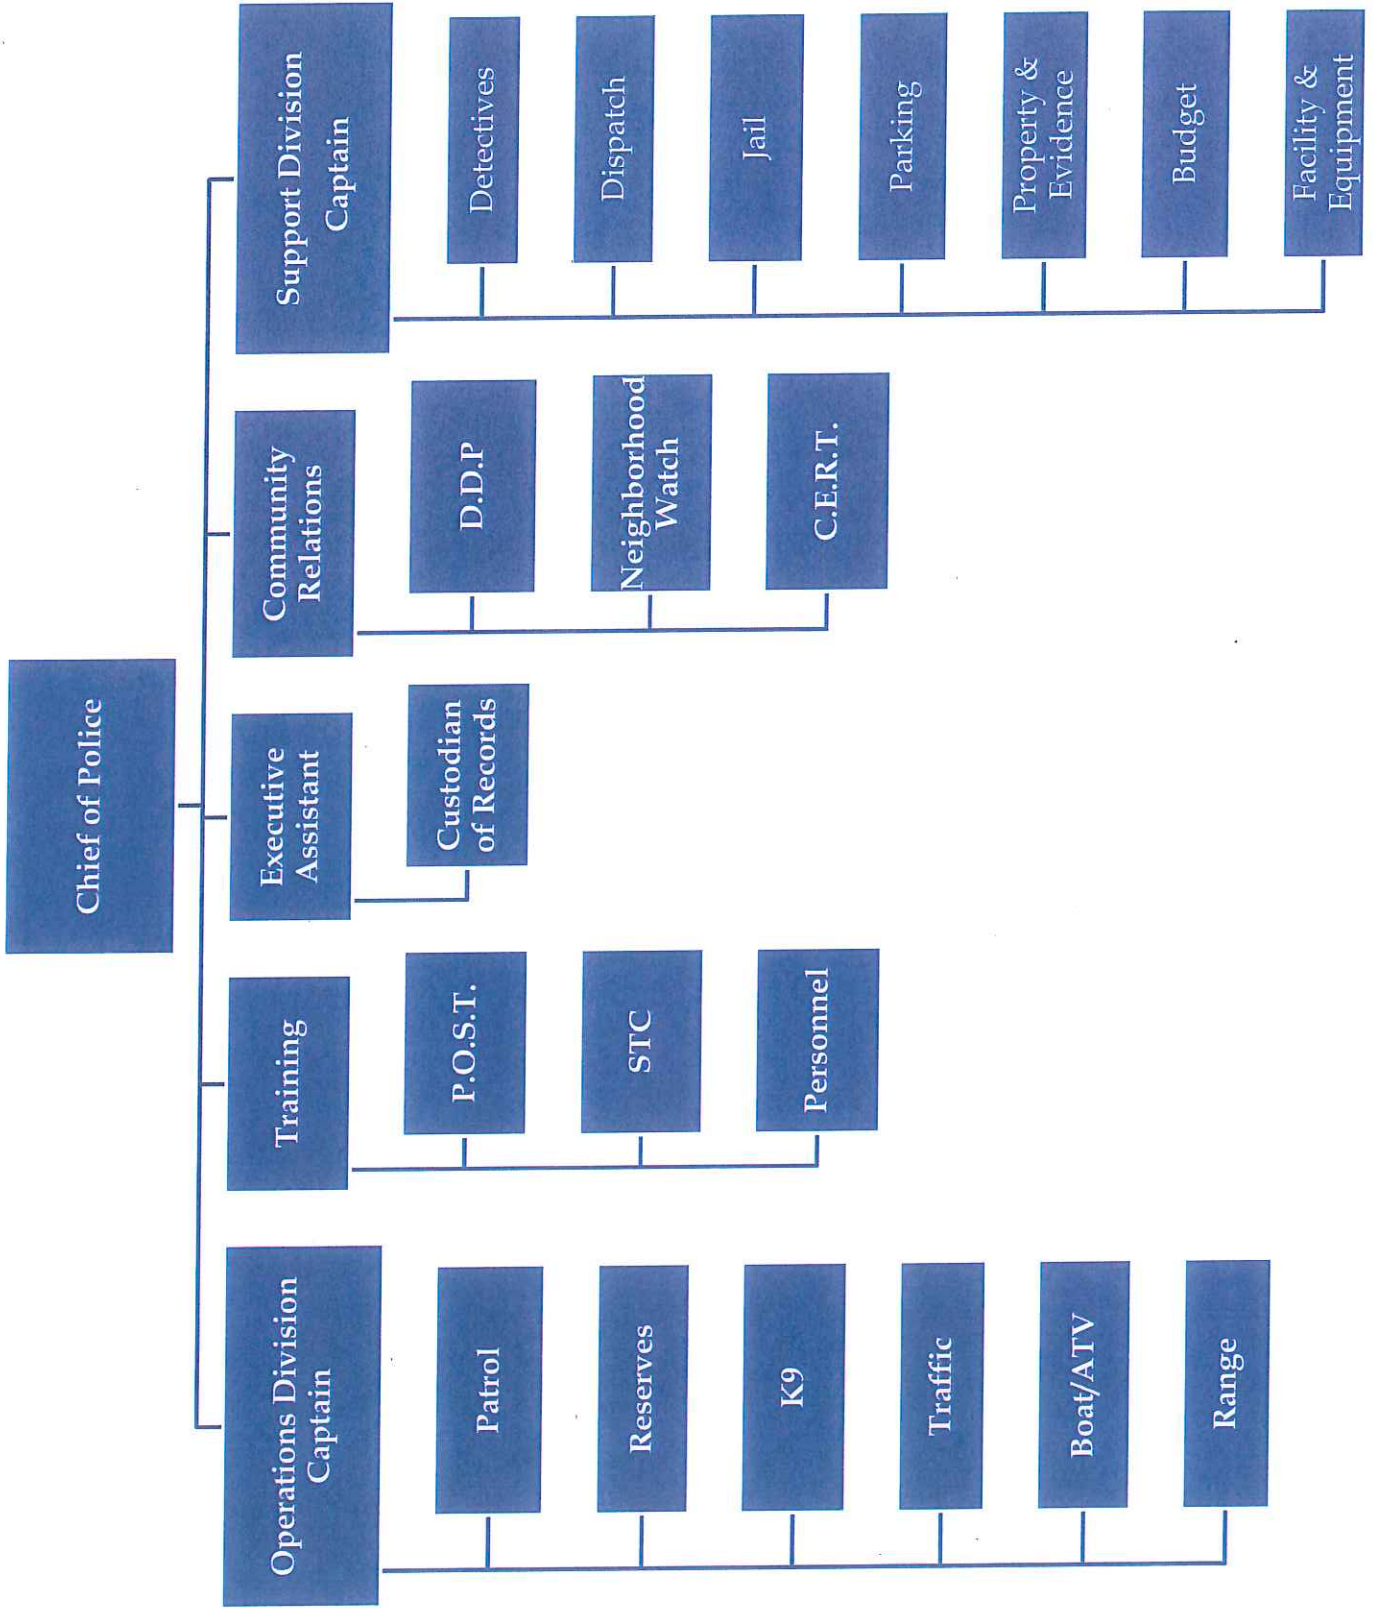 Chief of Police
Operations Division
Captain
Patrol
Reserves
K9
Traffic
Boat/ATV
Range
Training
P.O.S.T.
STC
Personnel
Executive
Assistant
Custodian
of Records
Community
Relations
D.D.P
Neighborhood
Watch
C.E.R.T.
Support Division
Captain
Detectives
Dispatch
Jail
Parking
Property &
Evidence
Budget
Facility &
Equipment